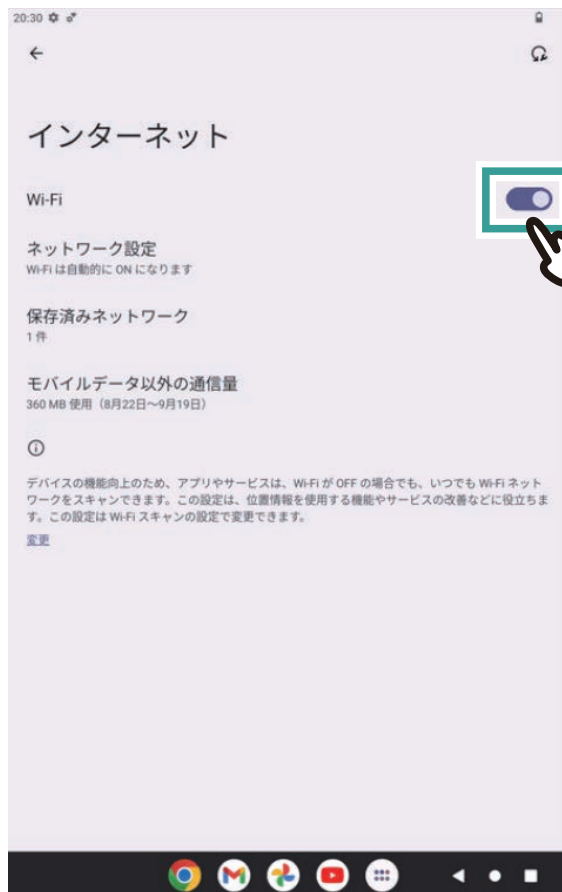 20:30
インターネット
Wi-Fi
ネットワーク設定
Wi-Fi は自動的に ON になります
保存済みネットワーク
1 件
モバイルデータ以外の通信量
360 MB 使用（8月22日～9月19日）
デバイスの機能向上のため、アプリやサービスは、Wi-Fi が OFF の場合でも、いつでも Wi-Fi ネット
ワークをスキャンできます。この設定は、位置情報を使用する機能やサービスの改善などに役立ちま
す。この設定は Wi-Fi スキャンの設定で変更できます。
変更